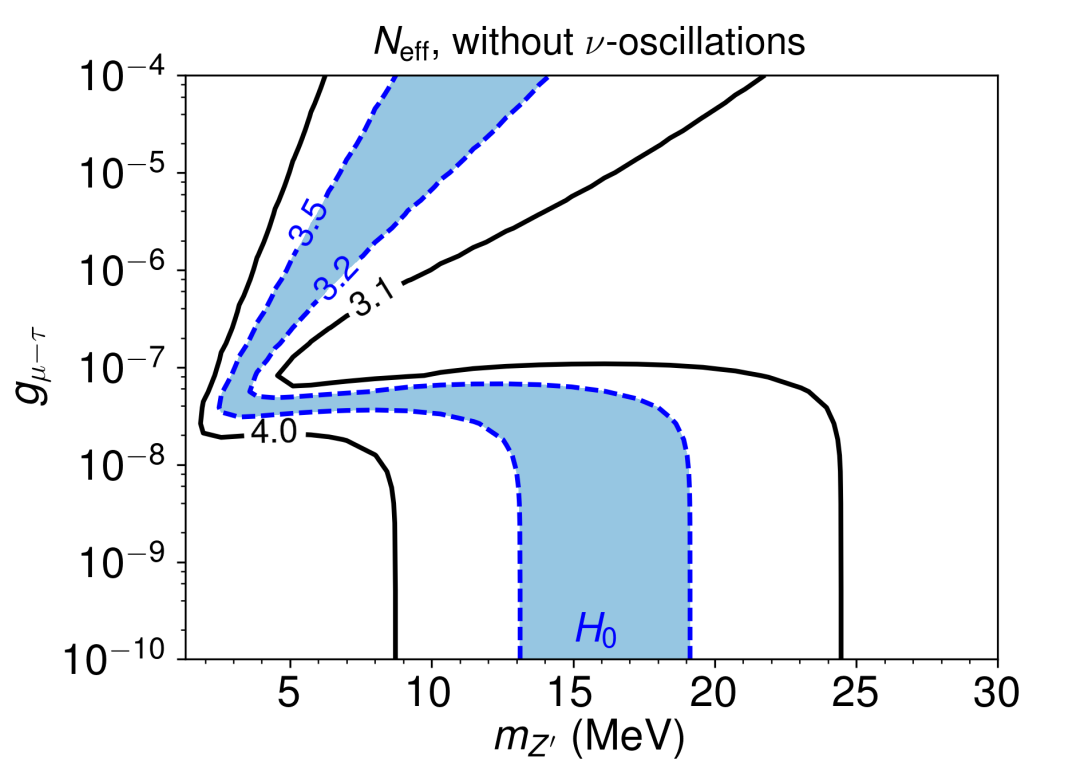 N_eff, without ν-oscillations
10^−4
10^−5
10^−6
10^−7
10^−8
10^−9
10^−10
g_μ−τ
3.5
3.2
3.1
4.0
H_0
5 10 15 20 25 30
m_Z′ (MeV)